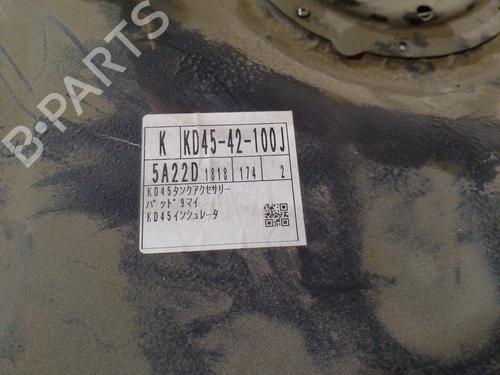 B-PARTS
K KD45-42-100J
5A22D 1818 174 2
KD45タンクアクセサリー
パッド9マイ
KD45インシュレータ